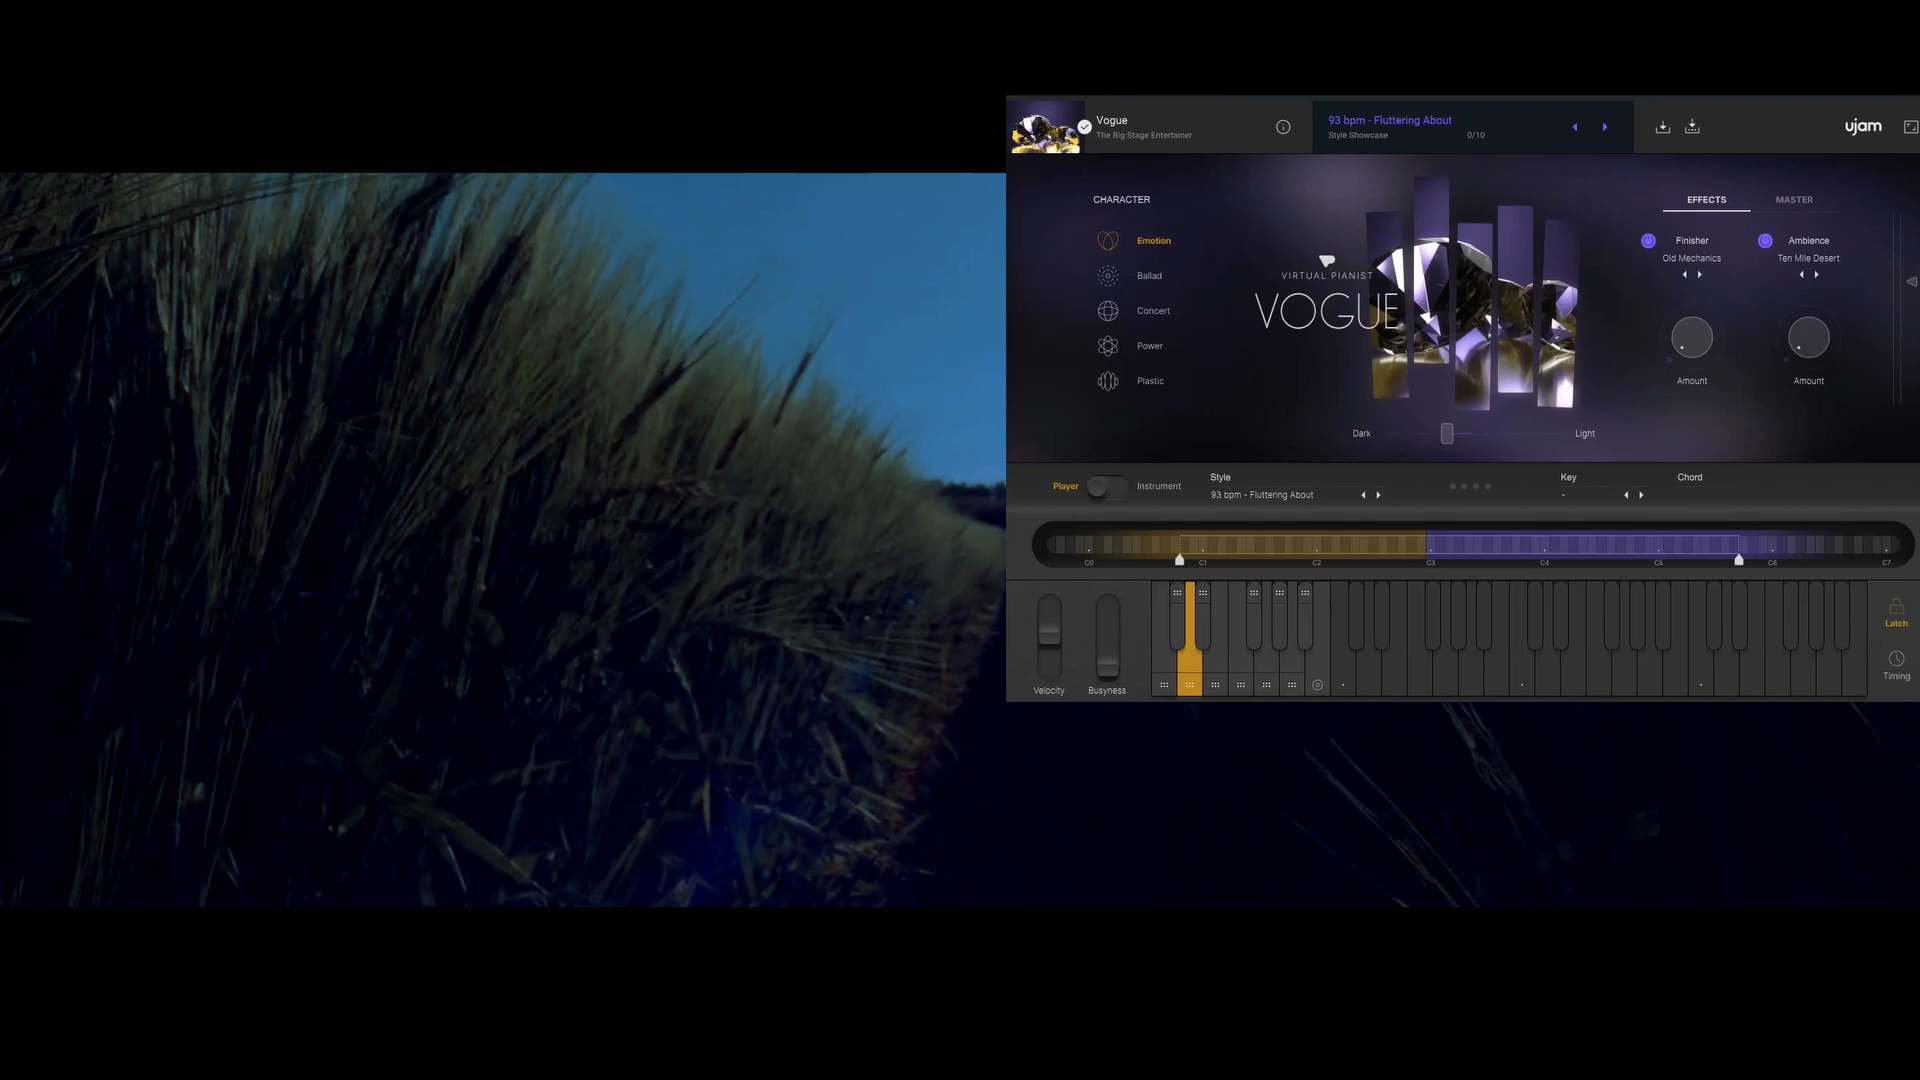 Vogue
The Big Stage Entertainer
93 bpm - Fluttering About
Style Showcase
0/10
ujam
CHARACTER
Emotion
Ballad
Concert
Power
Plastic
VIRTUAL PIANIST
VOGUE
Dark
Light
EFFECTS
MASTER
Finisher
Old Mechanics
Amount
Ambience
Ten Mile Desert
Amount
Player
Instrument
Style
93 bpm - Fluttering About
Key
-
Chord
C0
C1
C2
C3
C4
C5
C6
C7
Velocity
Busyness
Latch
Timing